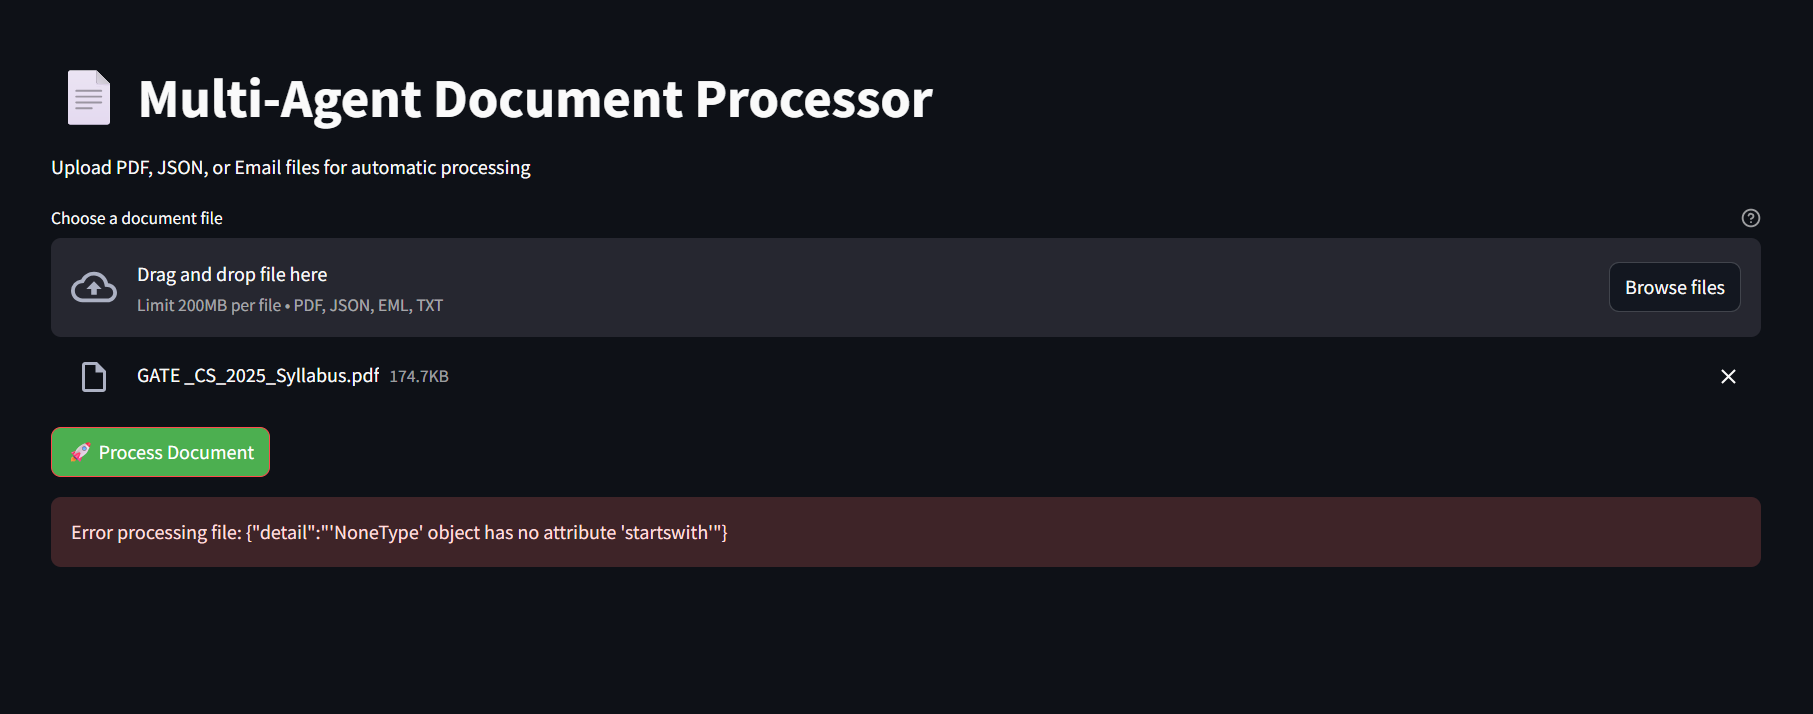 Multi-Agent Document Processor
Upload PDF, JSON, or Email files for automatic processing
Choose a document file
Drag and drop file here
Limit 200MB per file • PDF, JSON, EML, TXT
Browse files
GATE _CS_2025_Syllabus.pdf 174.7KB
🚀 Process Document
Error processing file: {"detail":"'NoneType' object has no attribute 'startswith'"}